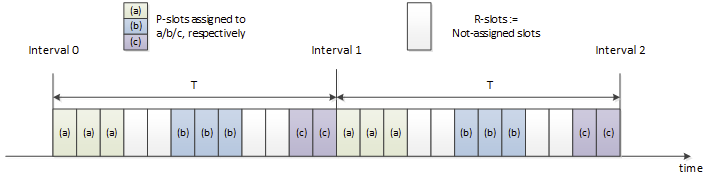 (a)
(b)
(c)
P-slots assigned to
a/b/c, respectively
R-slots :=
Not-assigned slots
Interval 0
Interval 1
Interval 2
T
T
(a) (a) (a) (b) (b) (b) (c) (c) (a) (a) (a) (b) (b) (b) (c) (c)
time